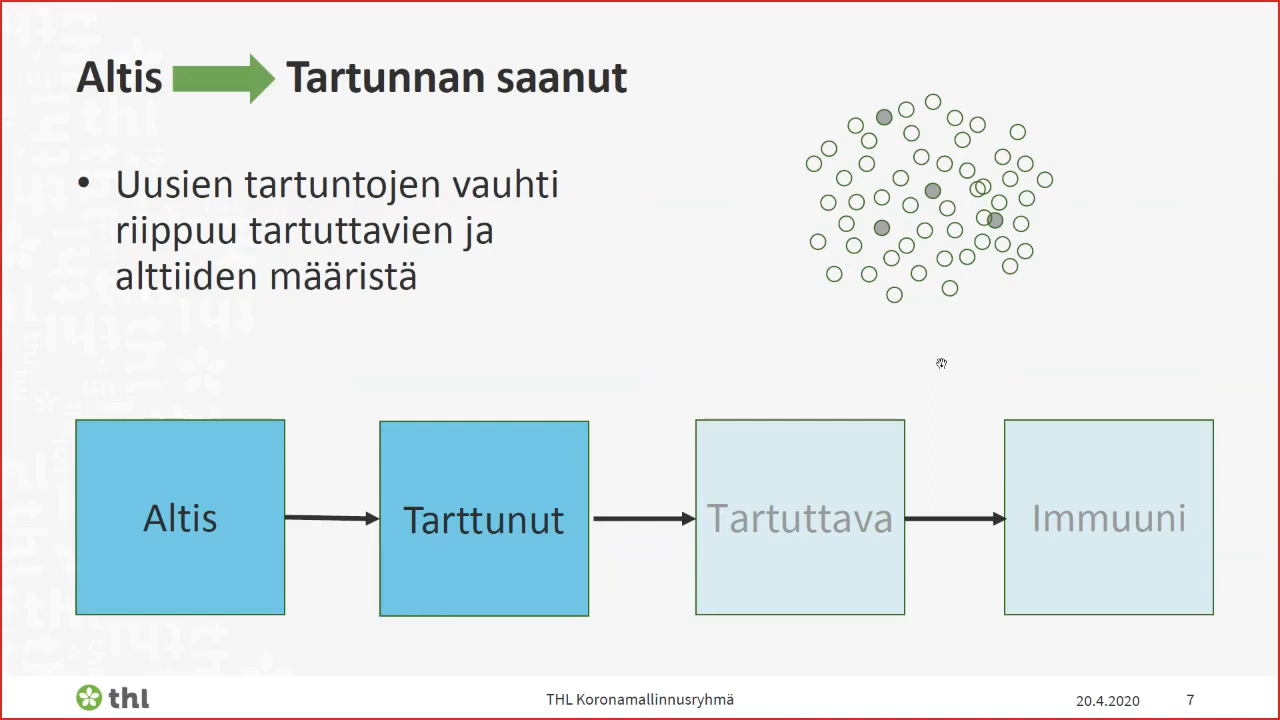 Altis Tartunnan saanut
• Uusien tartuntojen vauhti
riippuu tartuttavien ja
alttiiden määristä
Altis
Tarttunut
Tartuttava
Immuuni
thl
THL Koronamallinnusryhmä
20.4.2020
7